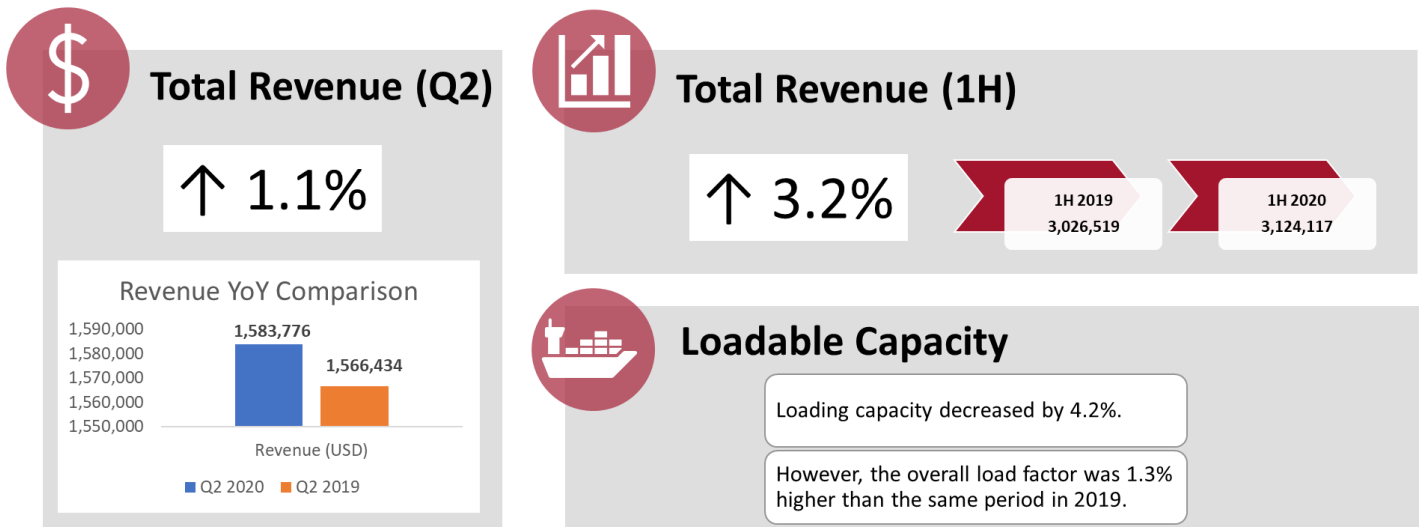 $
Total Revenue (Q2)
↑ 1.1%
Revenue YoY Comparison
1,590,000
1,580,000
1,570,000
1,560,000
1,550,000
1,583,776
1,566,434
Revenue (USD)
Q2 2020 Q2 2019
Total Revenue (1H)
↑ 3.2%
1H 2019
3,026,519
1H 2020
3,124,117
Loadable Capacity
Loading capacity decreased by 4.2%.
However, the overall load factor was 1.3%
higher than the same period in 2019.